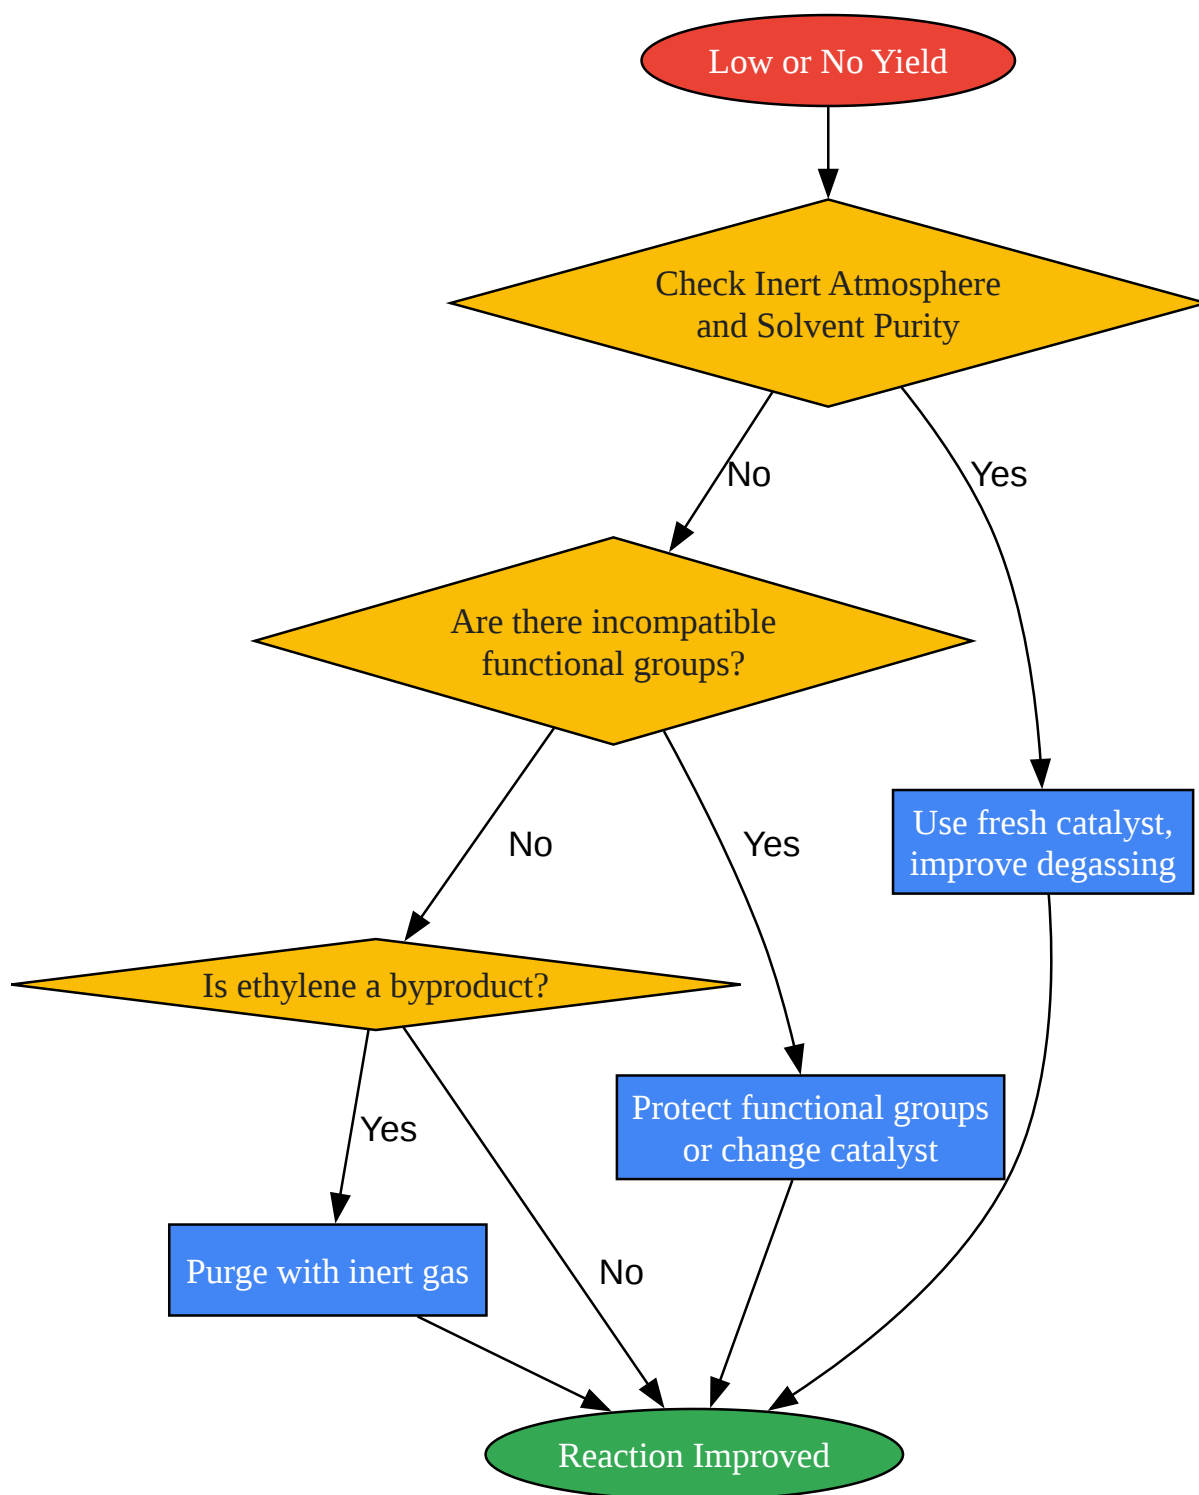 Low or No Yield
Check Inert Atmosphere
and Solvent Purity
No
Yes
Are there incompatible
functional groups?
No
Yes
Use fresh catalyst,
improve degassing
Is ethylene a byproduct?
Yes
Protect functional groups
or change catalyst
Purge with inert gas
No
Reaction Improved